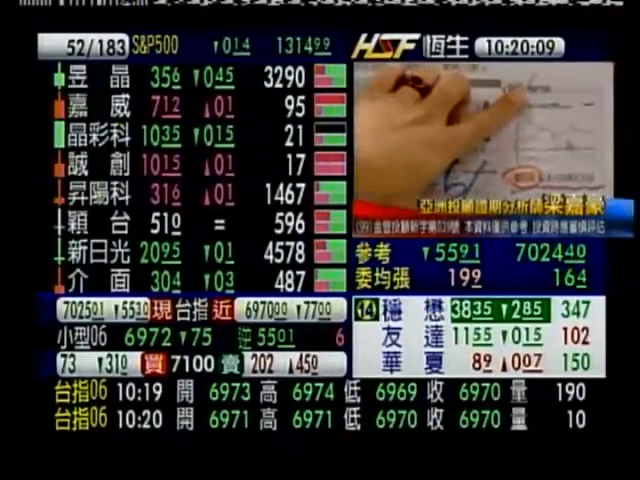 52/183 S&P500 ▼014 131499
HSF 恆生 10:20:09
昱晶 356 ▼045 3290
嘉威 712 ▲01 95
晶彩科 1035 ▼015 21
誠創 1015 ▲01 17
昇陽科 316 ▲01 1467
穎台 510 = 596
新日光 2095 ▼01 4578
介面 304 ▼03 487
亞洲投顧證期分析師 梁嘉豪
參考 ▼5591 702440
委均張 199 164
702501 ▼5510 現 台指 近 697000 ▼7700
小型06 6972 ▼75 逆 5501 6
73 ▼310 買 7100 賣 202 ▲450
14 穩懋 3835 ▼285 347
友達 1155 ▼015 102
華夏 89 ▲007 150
台指06 10:19 開 6973 高 6974 低 6969 收 6970 量 190
台指06 10:20 開 6971 高 6971 低 6970 收 6970 量 10